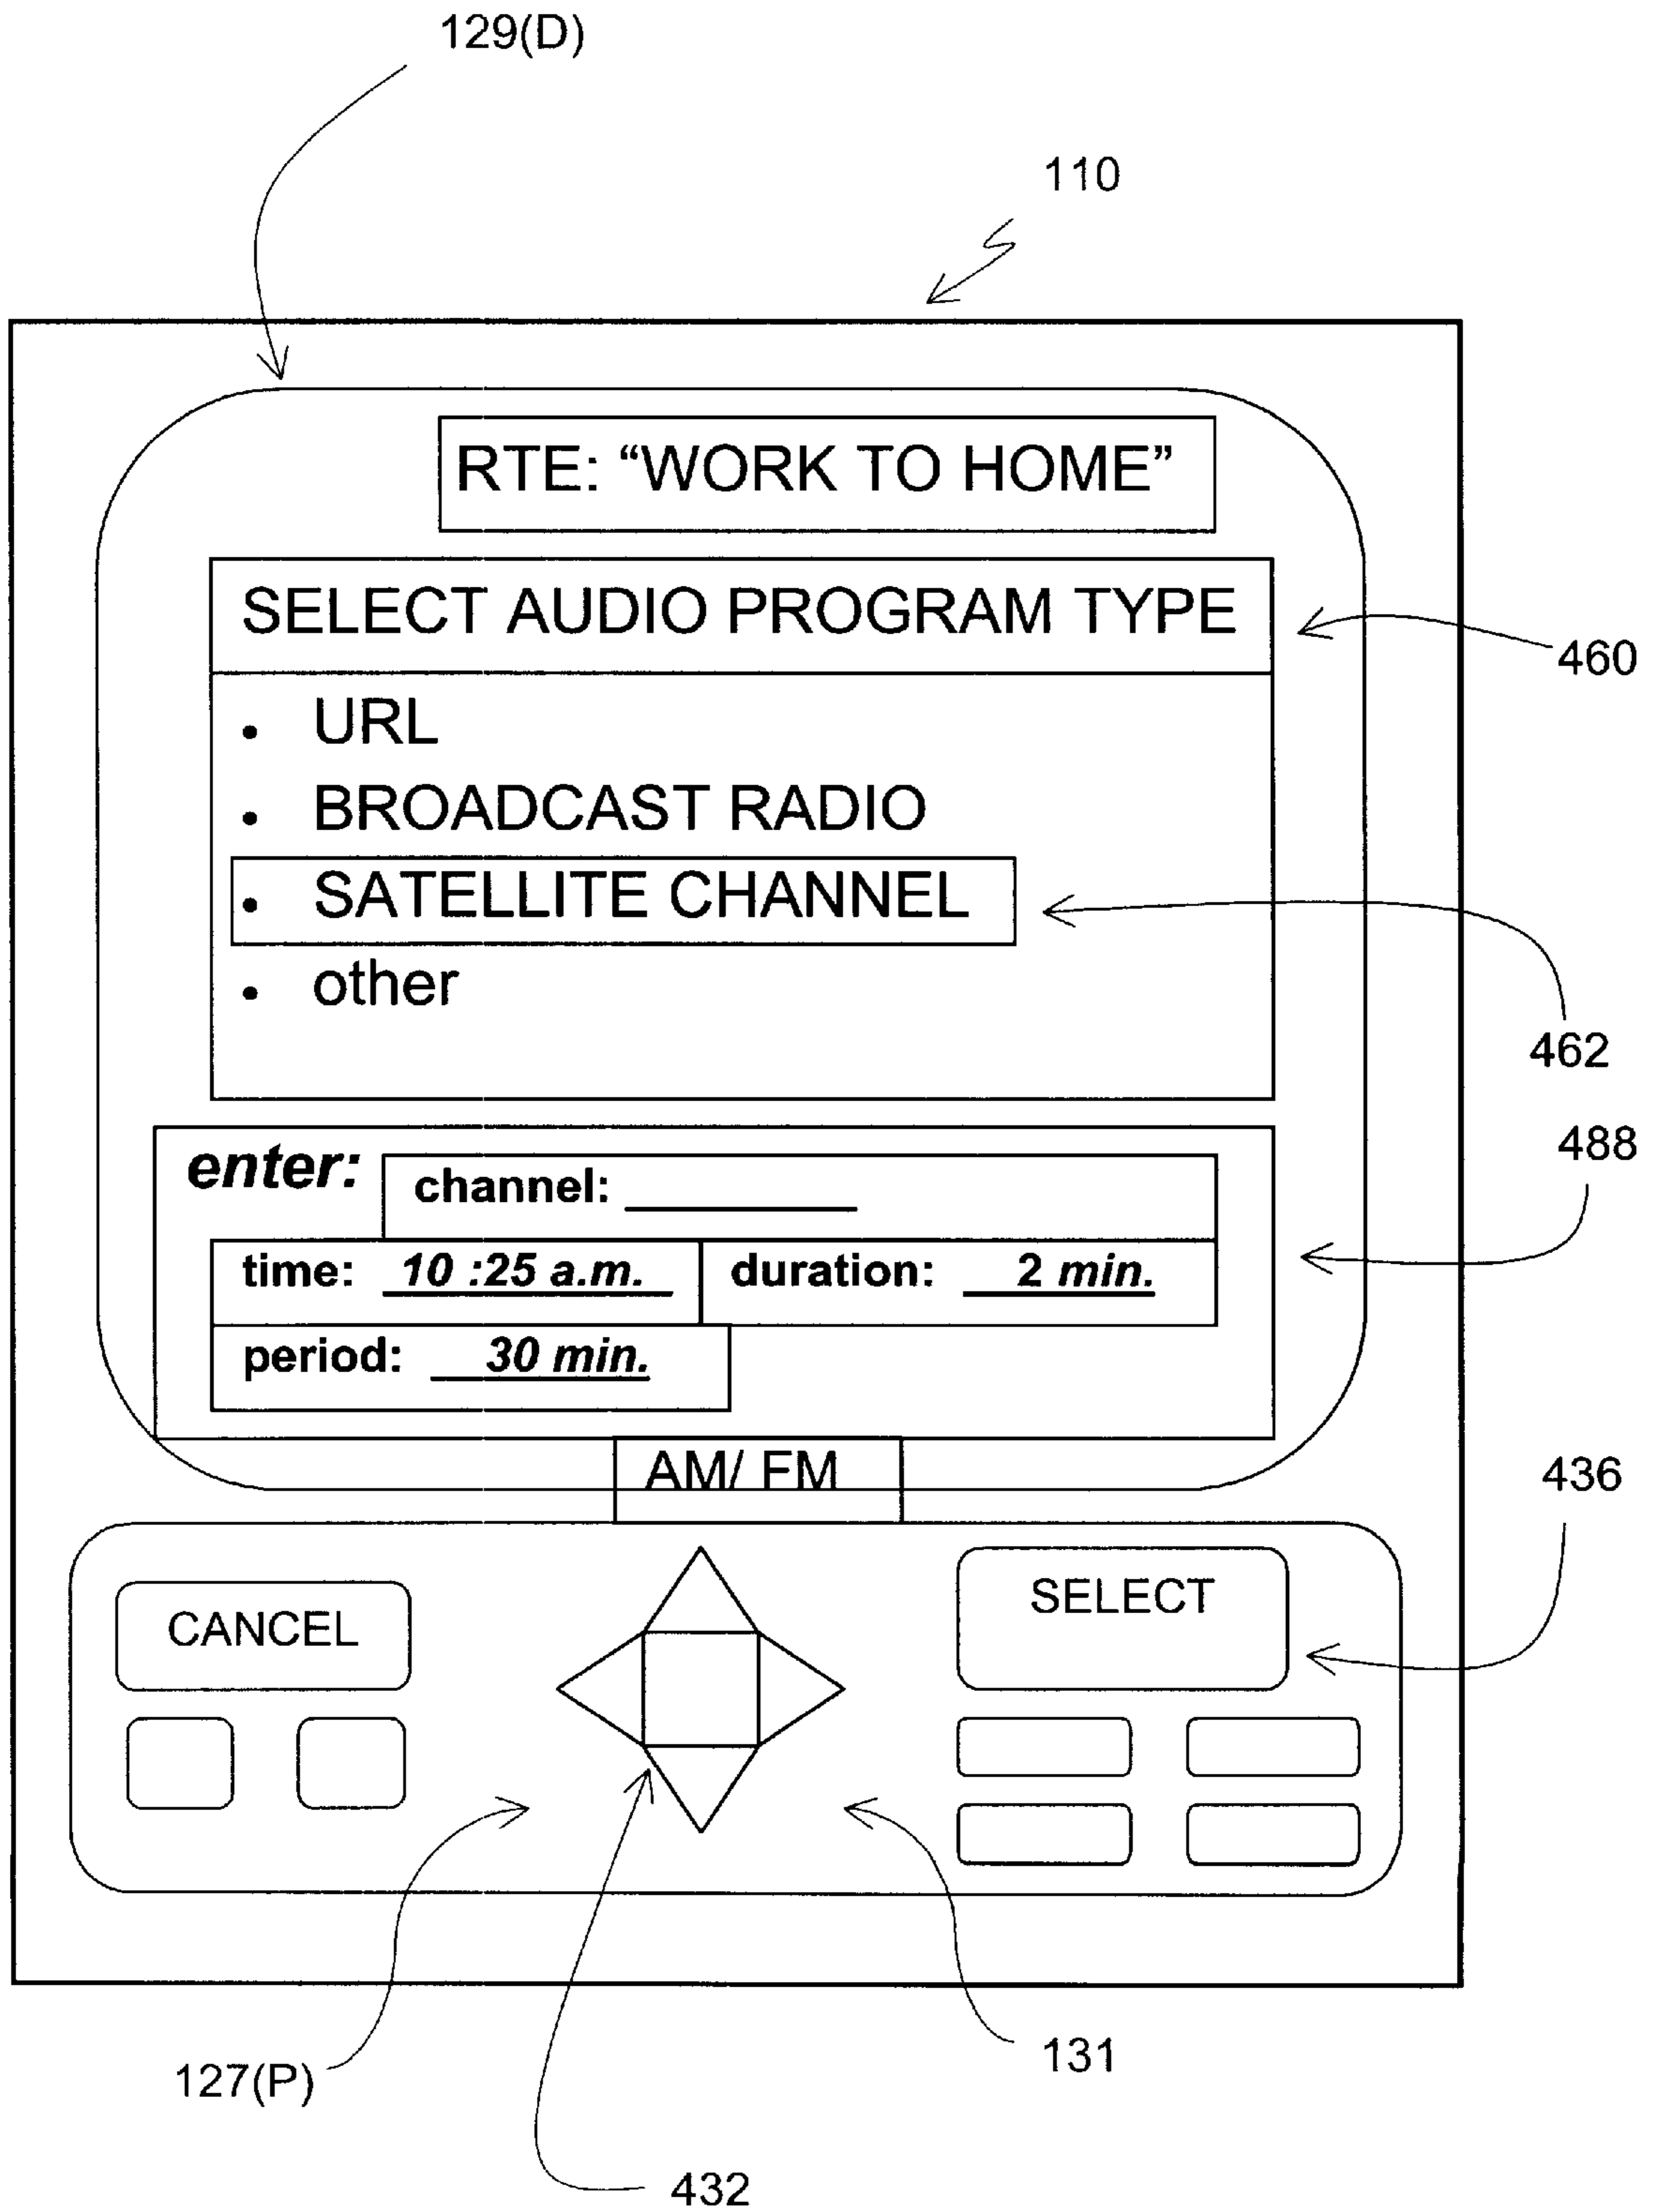 129(D)
110
RTE: “WORK TO HOME”
SELECT AUDIO PROGRAM TYPE
460
• URL
• BROADCAST RADIO
• SATELLITE CHANNEL
• other
462
488
enter: channel: ________
time: 10 :25 a.m. duration: 2 min.
period: 30 min.
AM/ FM
436
CANCEL
SELECT
131
127(P)
432